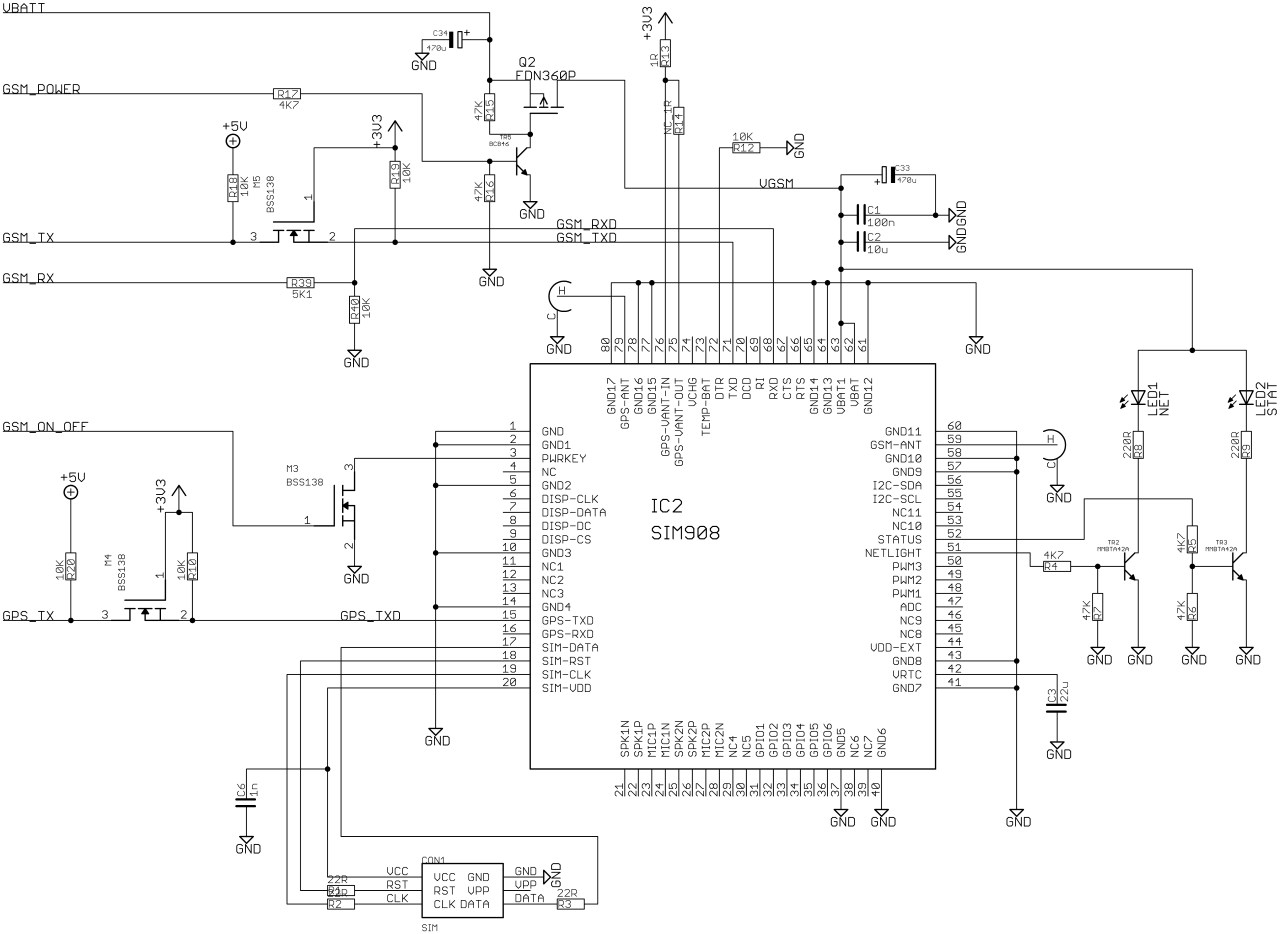 VBATT
C34
470u
+
GND
Q2
FDN360P
+3V3
1R
R13
GSM_POWER
R17
4K7
47K
R15
TR5
BC846
NC_1R
R14
10K
R12
GND
+5V
R18
10K
M5
BSS138
1
+3V3
R19
10K
47K
R16
GND
VGSM
+
C33
470u
C1
100n
GND
C2
10u
GND
GSM_TX
3
2
GSM_RXD
GSM_TXD
GSM_RX
R39
5K1
R40
10K
GND
GND
H
C
GND
GND
80
79
78
77
76
75
74
73
72
71
70
69
68
67
66
65
64
63
62
61
GND17
GPS-ANT
GND16
GND15
GPS-VANT-IN
GPS-VANT-OUT
VCHG
TEMP-BAT
DTR
TXD
DCD
RI
RXD
CTS
RTS
GND14
GND13
VBAT1
VBAT
GND12
LED1
NET
LED2
STAT
220R
R8
220R
R9
GSM_ON_OFF
M3
BSS138
3
1
2
GND
1 GND
2 GND1
3 PWRKEY
4 NC
5 GND2
6 DISP-CLK
7 DISP-DATA
8 DISP-DC
9 DISP-CS
10 GND3
11 NC1
12 NC2
13 NC3
14 GND4
15 GPS-TXD
16 GPS-RXD
17 SIM-DATA
18 SIM-RST
19 SIM-CLK
20 SIM-VDD
IC2
SIM908
GND11 60
GSM-ANT 59
GND10 58
GND9 57
I2C-SDA 56
I2C-SCL 55
NC11 54
NC10 53
STATUS 52
NETLIGHT 51
PWM3 50
PWM2 49
PWM1 48
ADC 47
NC9 46
NC8 45
VDD-EXT 44
GND8 43
VRTC 42
GND7 41
H
C
GND
+5V
+3V3
10K
R20
M4
BSS138
1
10K
R10
GPS_TX
3
2
GPS_TXD
4K7
R4
TR2
MMBTA42A
47K
R7
GND
GND
4K7
R5
TR3
MMBTA42A
47K
R6
GND
GND
C3
22u
GND
GND
GND
SPK1N
SPK1P
MIC1P
MIC1N
SPK2N
SPK2P
MIC2P
MIC2N
NC4
NC5
GPIO1
GPIO2
GPIO3
GPIO4
GPIO5
GPIO6
GND5
NC6
NC7
GND6
21
22
23
24
25
26
27
28
29
30
31
32
33
34
35
36
37
38
39
40
GND
GND
C6
1n
GND
CON1
VCC
RST
CLK
VCC GND
RST VPP
CLK DATA
GND
VPP
DATA
GND
22R
R1
22R
R2
22R
R3
SIM